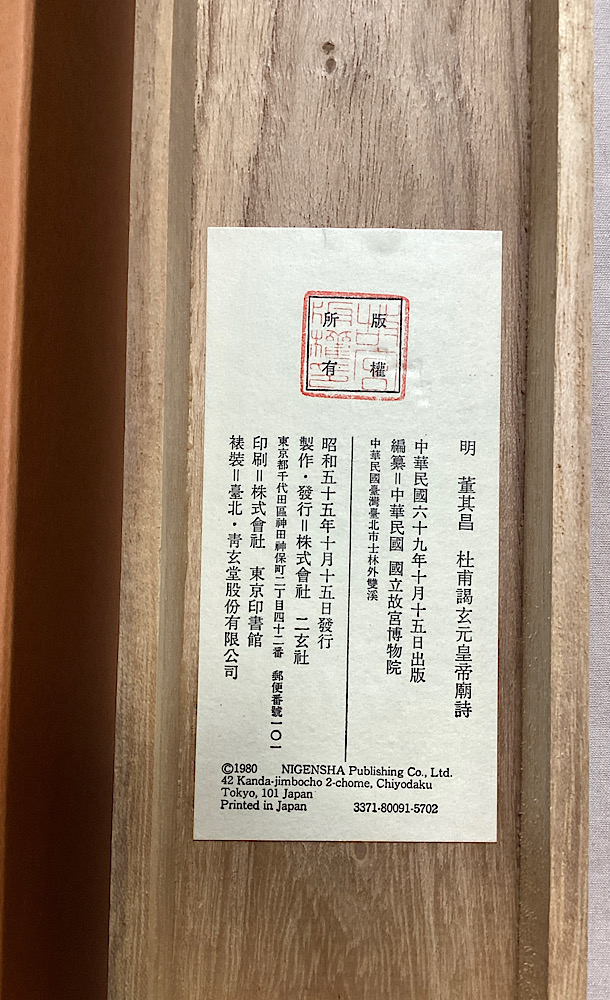 版權
所有
明 董其昌 杜甫謁玄元皇帝廟詩
中華民國六十九年十月十五日出版
編纂＝中華民國 國立故宮博物院
中華民國臺灣臺北市士林外雙溪
昭和五十五年十月十五日發行
製作・發行＝株式會社 二玄社
東京都千代田區神田神保町二丁目四十二番 郵便番號一〇一
印刷＝株式會社 東京印書館
裱裝＝臺北・靑玄堂股份有限公司
©1980 NIGENSHA Publishing Co., Ltd.
42 Kanda-jimbocho 2-chome, Chiyodaku
Tokyo, 101 Japan
Printed in Japan 3371-80091-5702